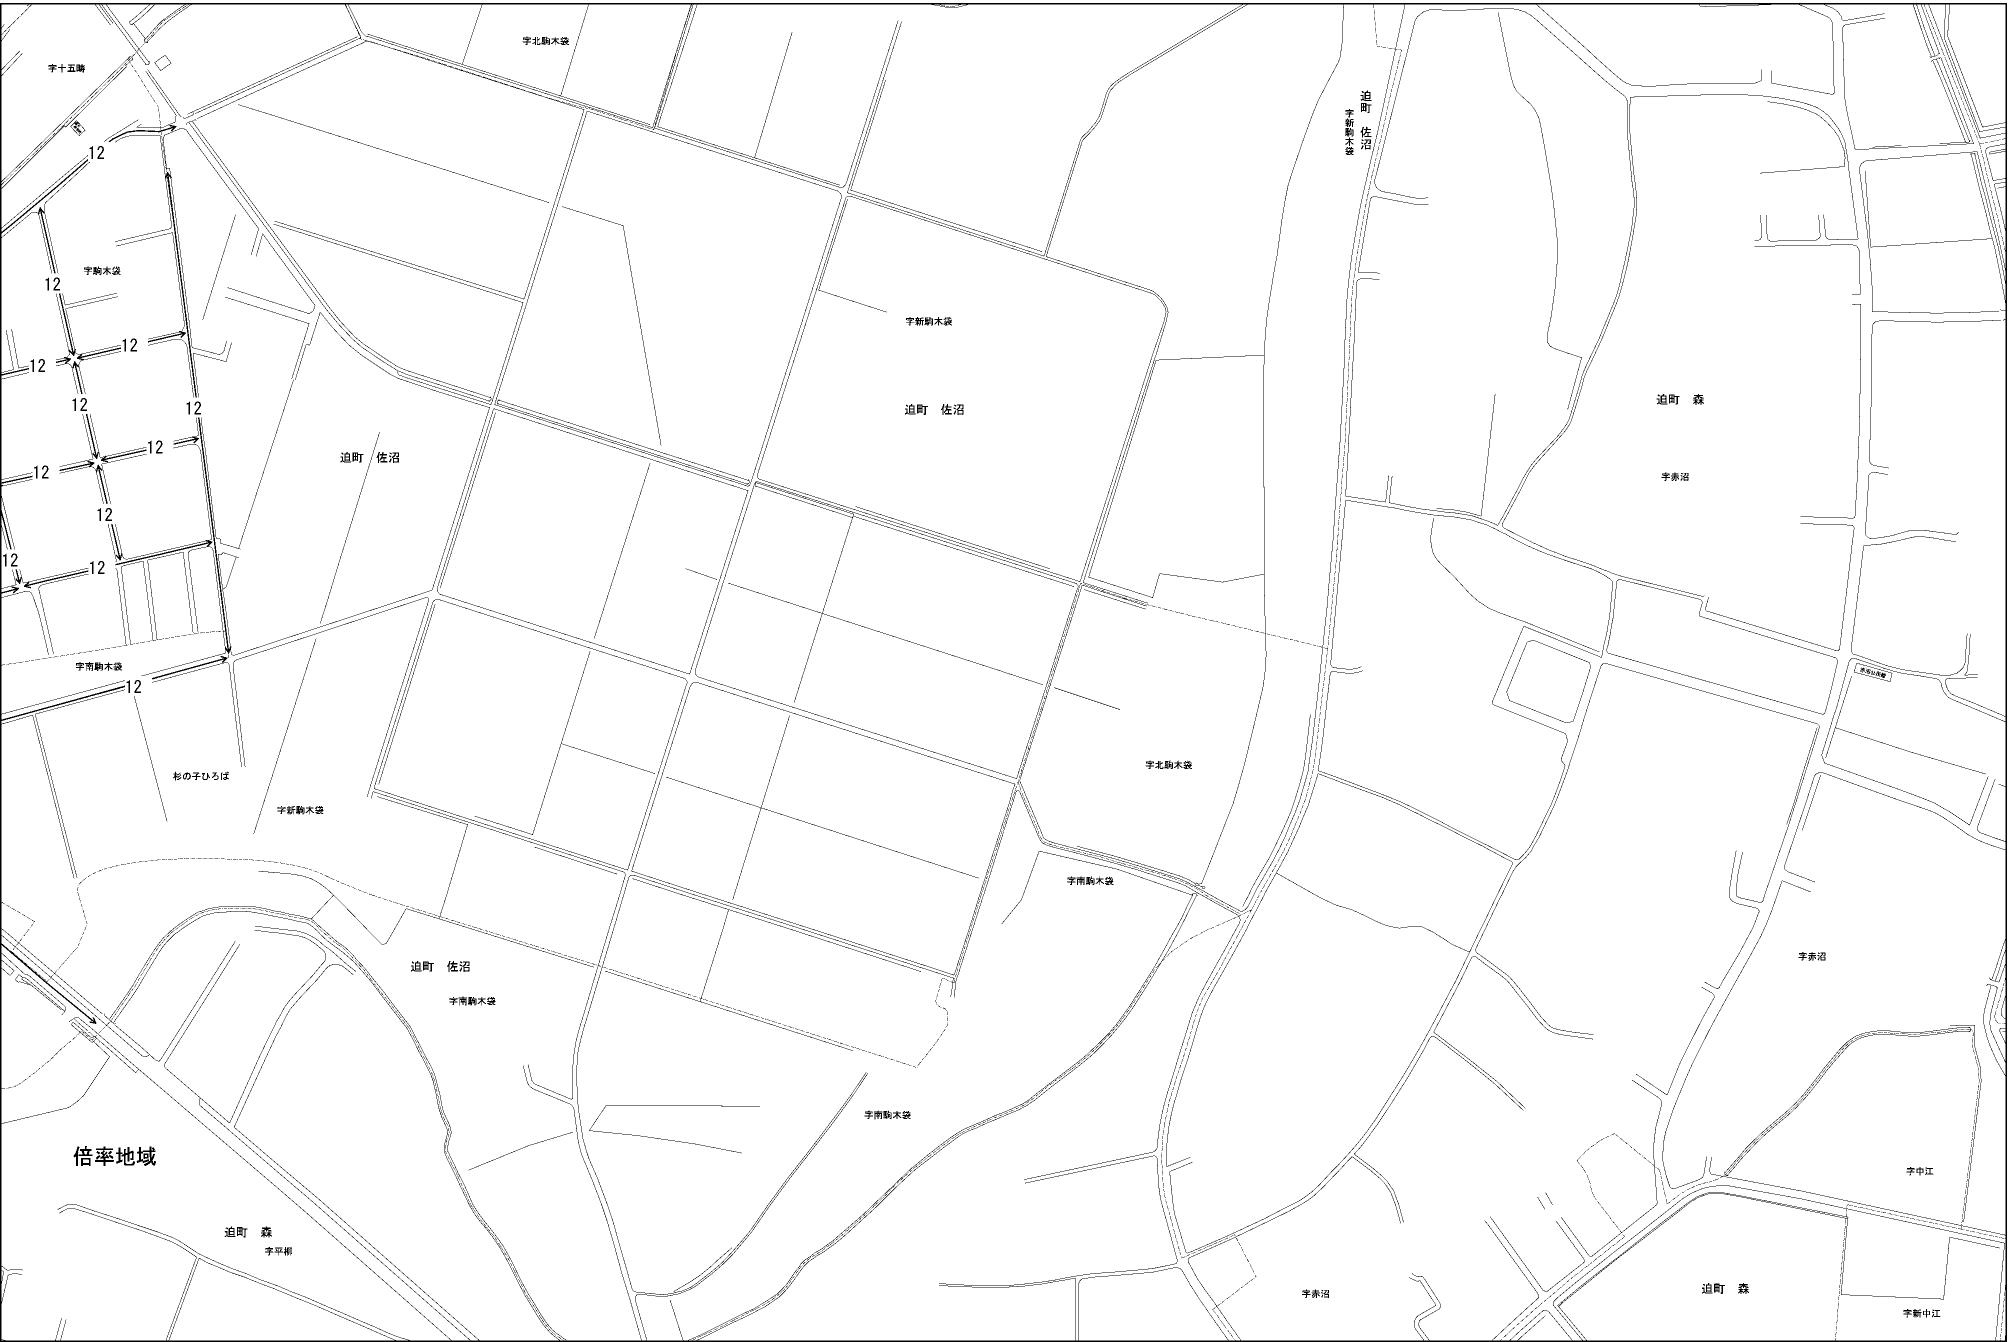 字北駒木袋
字十五畴
迫町 佐沼
字新駒木袋
12
字駒木袋
12
字新駒木袋
12
12
迫町 森
12
12
迫町 佐沼
12
迫町 佐沼
12
12
字赤沼
12
12
12
字南駒木袋
12
字北駒木袋
杉の子ひろば
字新駒木袋
字南駒木袋
字赤沼
迫町 佐沼
字南駒木袋
字南駒木袋
倍率地域
字中江
迫町 森
字平柳
字赤沼
迫町 森
字新中江